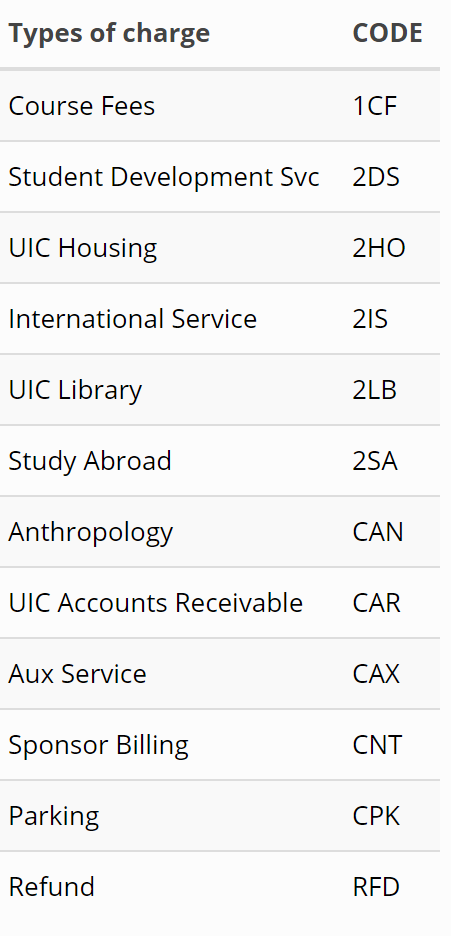 Types of charge CODE
Course Fees 1CF
Student Development Svc 2DS
UIC Housing 2HO
International Service 2IS
UIC Library 2LB
Study Abroad 2SA
Anthropology CAN
UIC Accounts Receivable CAR
Aux Service CAX
Sponsor Billing CNT
Parking CPK
Refund RFD